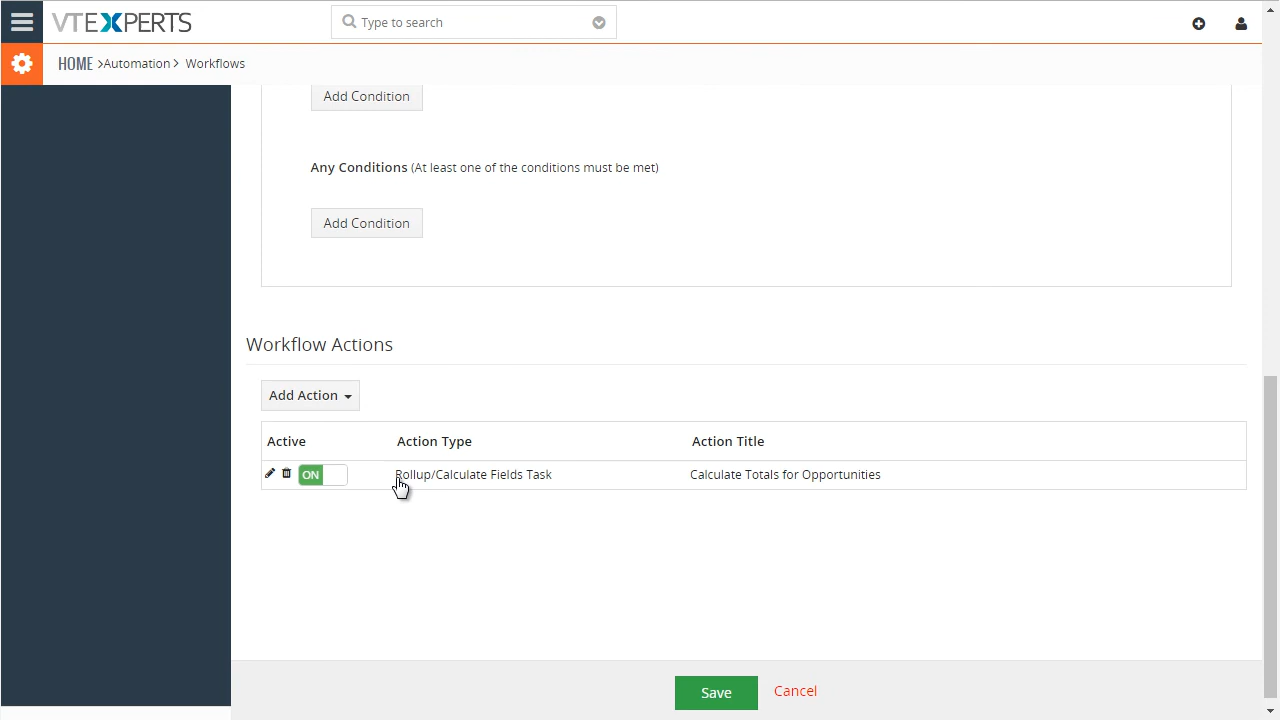 VTEXPERTS
Type to search
HOME >Automation > Workflows
Add Condition
Any Conditions (At least one of the conditions must be met)
Add Condition
Workflow Actions
Add Action
Active Action Type Action Title
ON Rollup/Calculate Fields Task Calculate Totals for Opportunities
Save Cancel